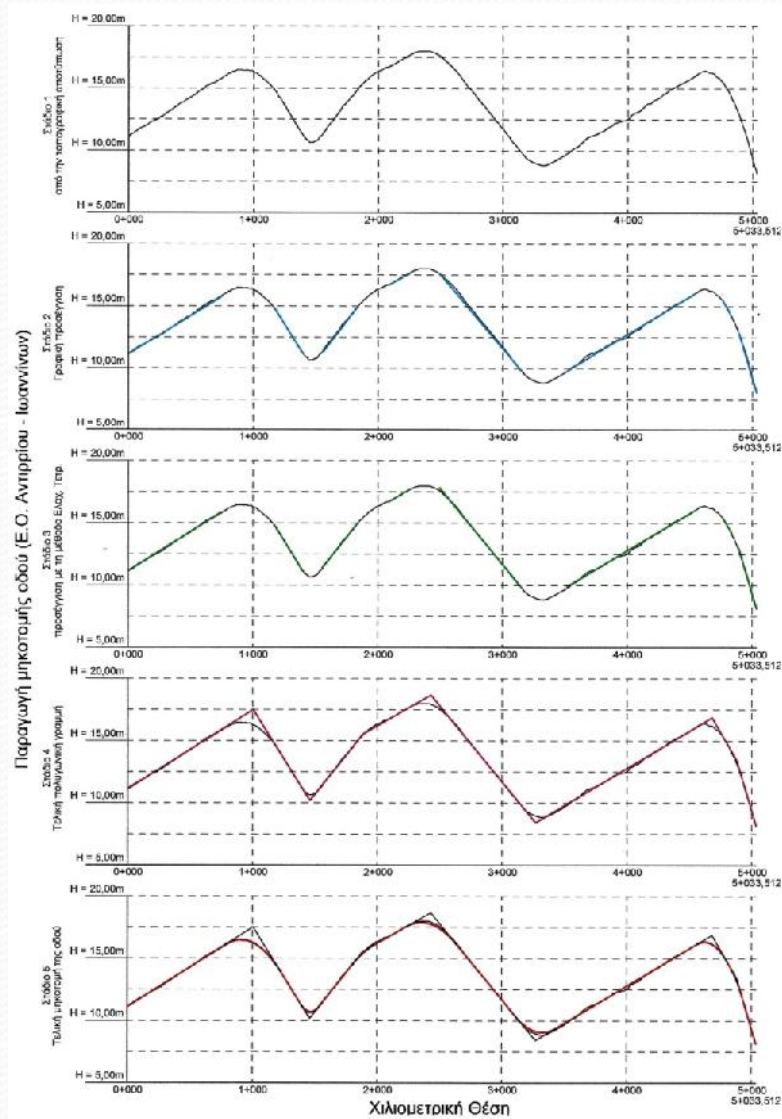 Παραγωγή μηκοτομής οδού (Ε.Ο. Αντιρρίου - Ιωαννίνων)
Στάδιο 1
από την τοπογραφική αποτύπωση
H = 20,00m
H = 15,00m
H = 10,00m
H = 5,00m
0+000
1+000
2+000
3+000
4+000
5+000
5+033,512
Στάδιο 2
Γραφική προσέγγιση
H = 20,00m
H = 15,00m
H = 10,00m
H = 5,00m
0+000
1+000
2+000
3+000
4+000
5+000
5+033,512
Στάδιο 3
προσέγγιση με τη μέθοδο Ελαχ. Τετρ.
H = 20,00m
H = 15,00m
H = 10,00m
H = 5,00m
0+000
1+000
2+000
3+000
4+000
5+000
5+033,512
Στάδιο 4
Τελική πολυγωνική γραμμή
H = 20,00m
H = 15,00m
H = 10,00m
H = 5,00m
0+000
1+000
2+000
3+000
4+000
5+000
5+033,512
Στάδιο 5
Τελική μηκοτομή της οδού
H = 20,00m
H = 15,00m
H = 10,00m
H = 5,00m
0+000
1+000
2+000
3+000
4+000
5+000
5+033,512
Χιλιομετρική Θέση